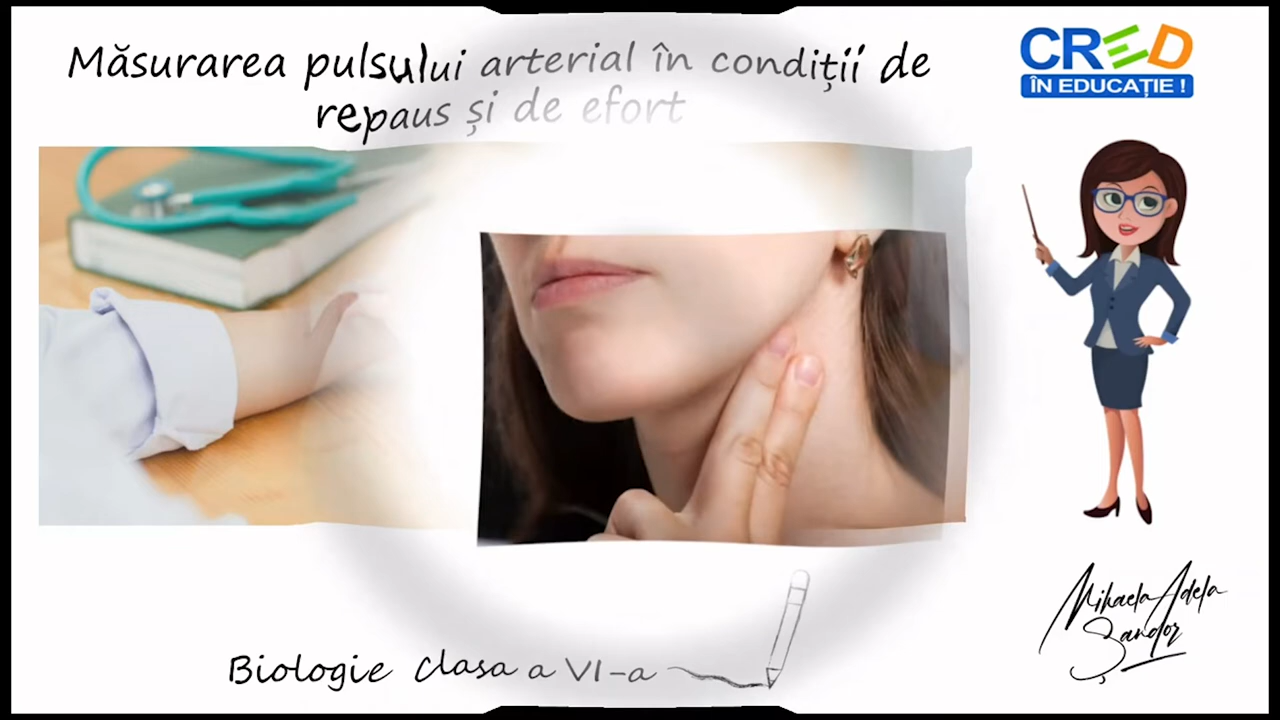 Măsurarea pulsului arterial în condiții de
repaus și de efort
CRED
ÎN EDUCAȚIE !
Mihaela Adela
Șandor
Biologie clasa a VI-a